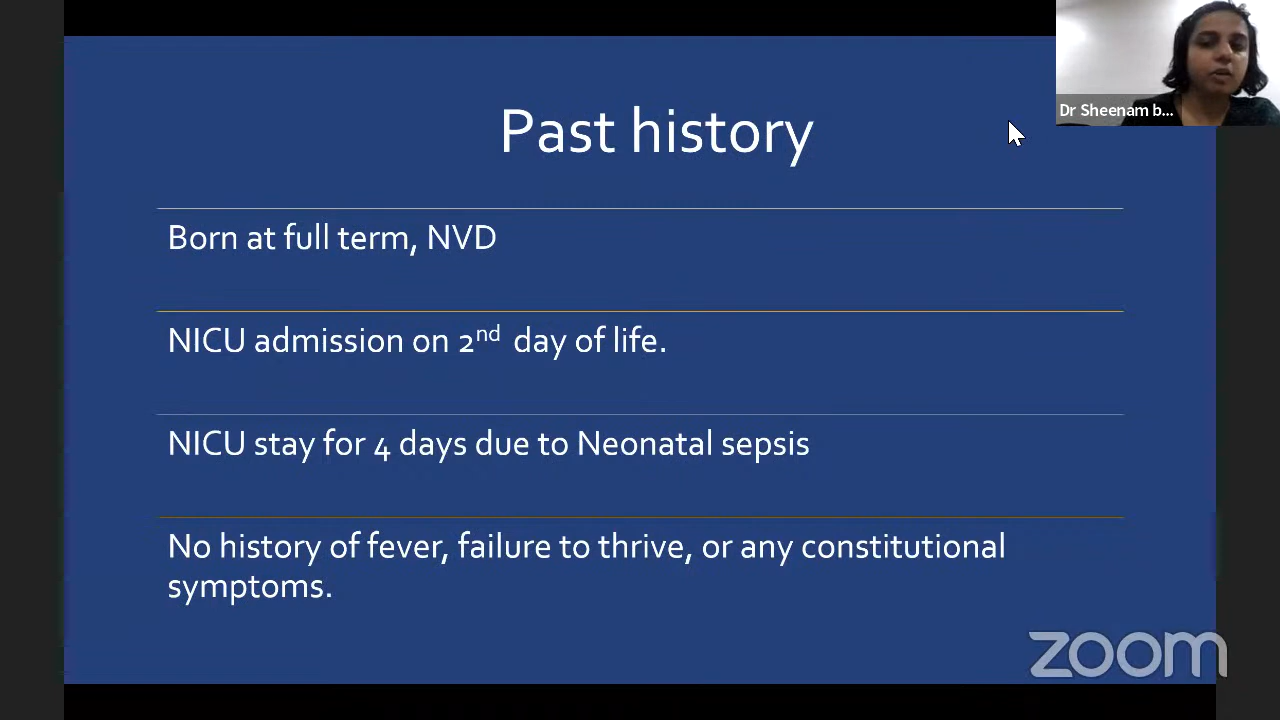 Dr Sheenam b...
Past history
Born at full term, NVD
NICU admission on 2nd day of life.
NICU stay for 4 days due to Neonatal sepsis
No history of fever, failure to thrive, or any constitutional
symptoms.
zoom